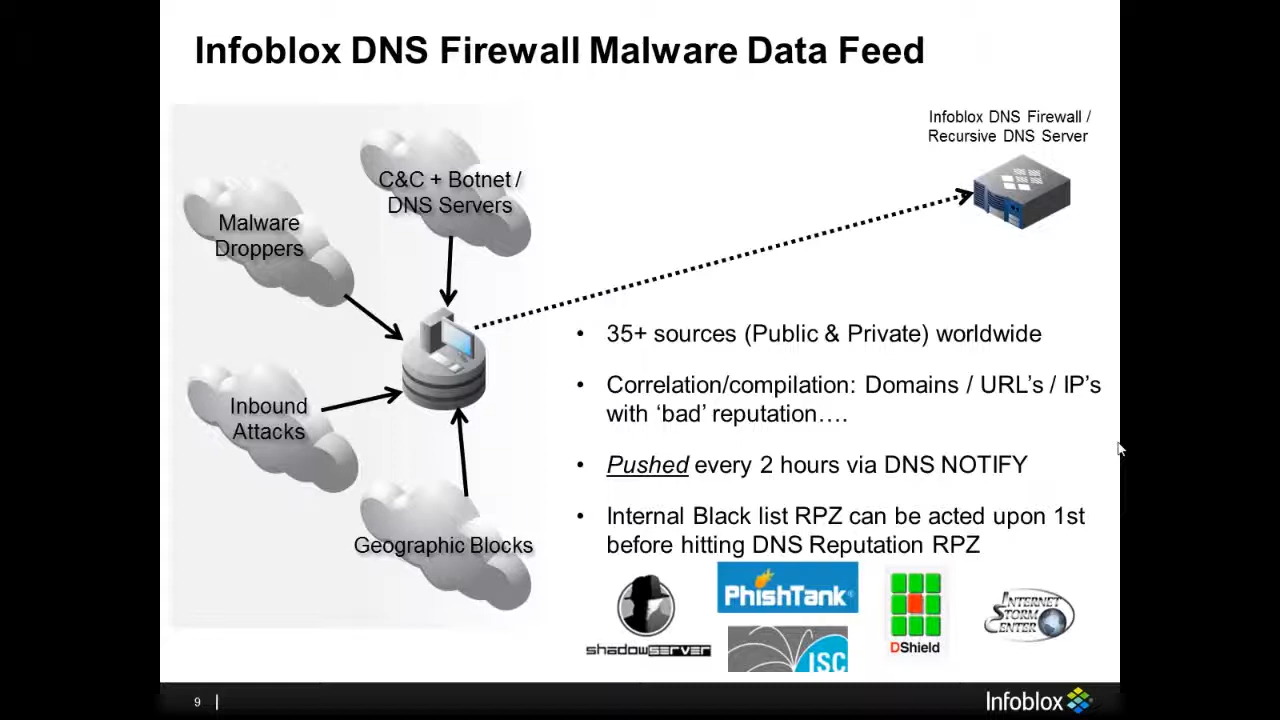 Infoblox DNS Firewall Malware Data Feed
Infoblox DNS Firewall /
Recursive DNS Server
C&C + Botnet /
DNS Servers
Malware
Droppers
Inbound
Attacks
Geographic Blocks
• 35+ sources (Public & Private) worldwide
• Correlation/compilation: Domains / URL's / IP's
with 'bad' reputation….
• Pushed every 2 hours via DNS NOTIFY
• Internal Black list RPZ can be acted upon 1st
before hitting DNS Reputation RPZ
SHADOWSERVER
PhishTank®
ISC
DShield
INTERNET
STORM
CENTER
9 |
Infoblox